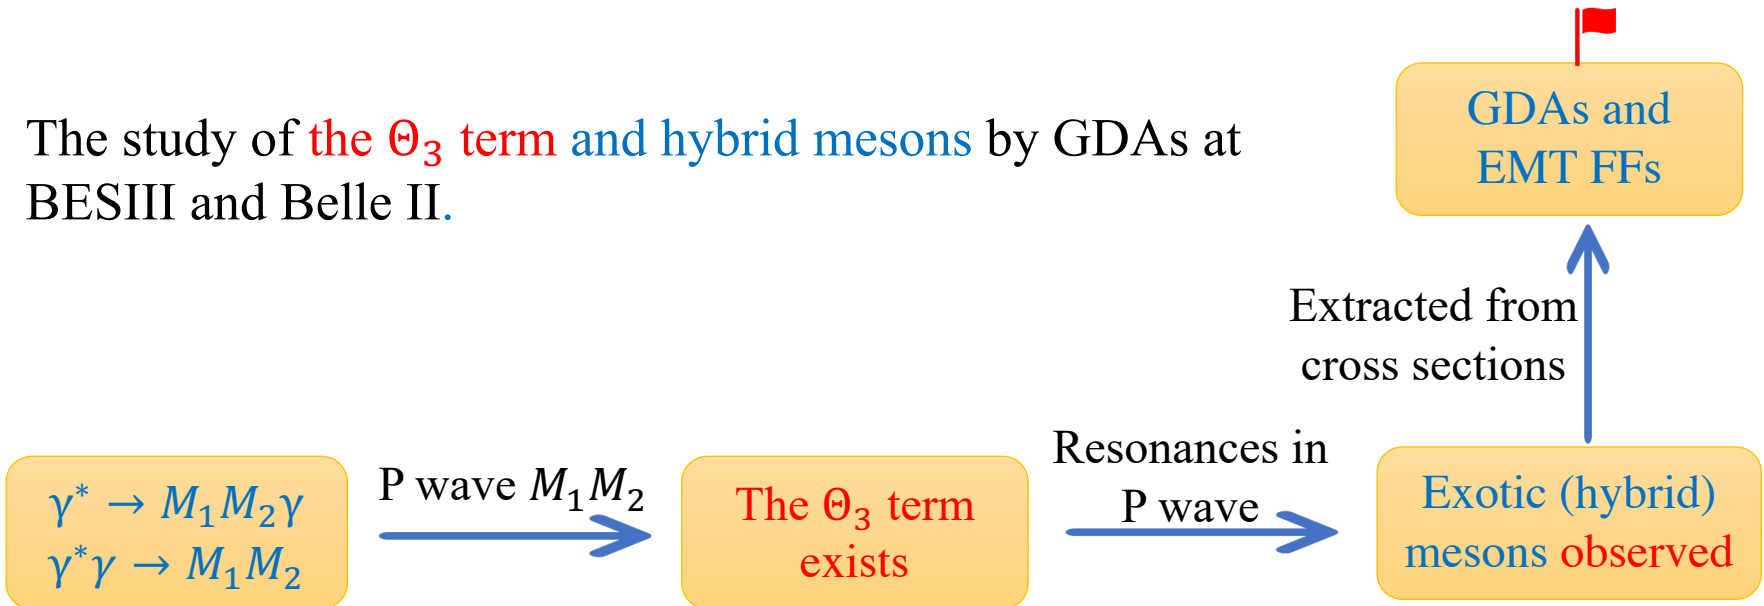 The study of the Θ₃ term and hybrid mesons by GDAs at
BESIII and Belle II.
γ* → M₁M₂γ
γ*γ → M₁M₂
P wave M₁M₂
The Θ₃ term
exists
Resonances in
P wave
Exotic (hybrid)
mesons observed
Extracted from
cross sections
GDAs and
EMT FFs